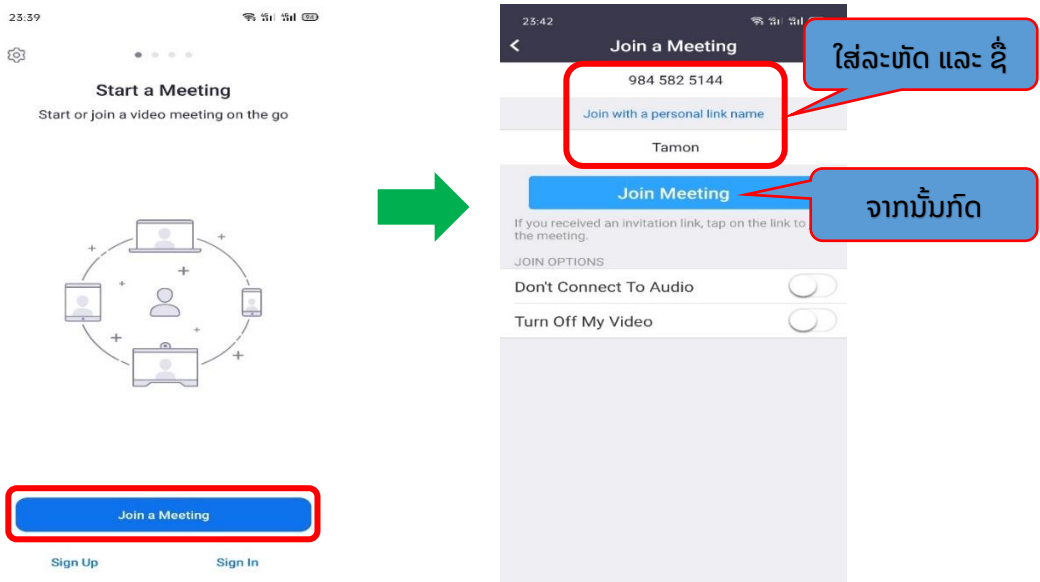 23:39
Start a Meeting
Start or join a video meeting on the go
Join a Meeting
Sign Up
Sign In
23:42
Join a Meeting
984 582 5144
Join with a personal link name
Tamon
Join Meeting
If you received an invitation link, tap on the link to
the meeting.
JOIN OPTIONS
Don't Connect To Audio
Turn Off My Video
ໃສ່ລະຫັດ ແລະ ຊື່
ຈາກນັ້ນກົດ